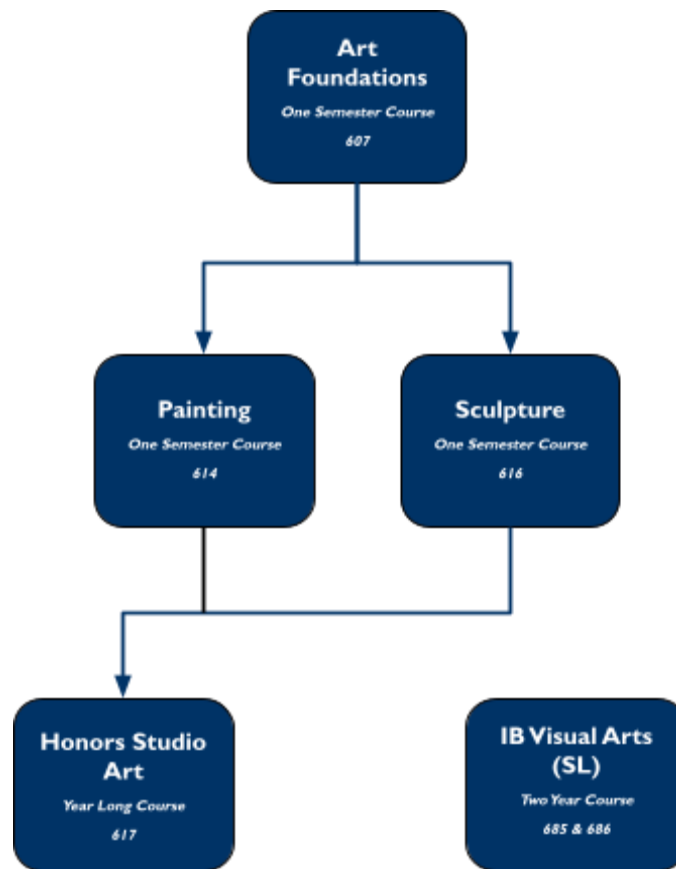 Art
Foundations
One Semester Course
607
Painting
One Semester Course
614
Sculpture
One Semester Course
616
Honors Studio
Art
Year Long Course
617
IB Visual Arts
(SL)
Two Year Course
685 & 686